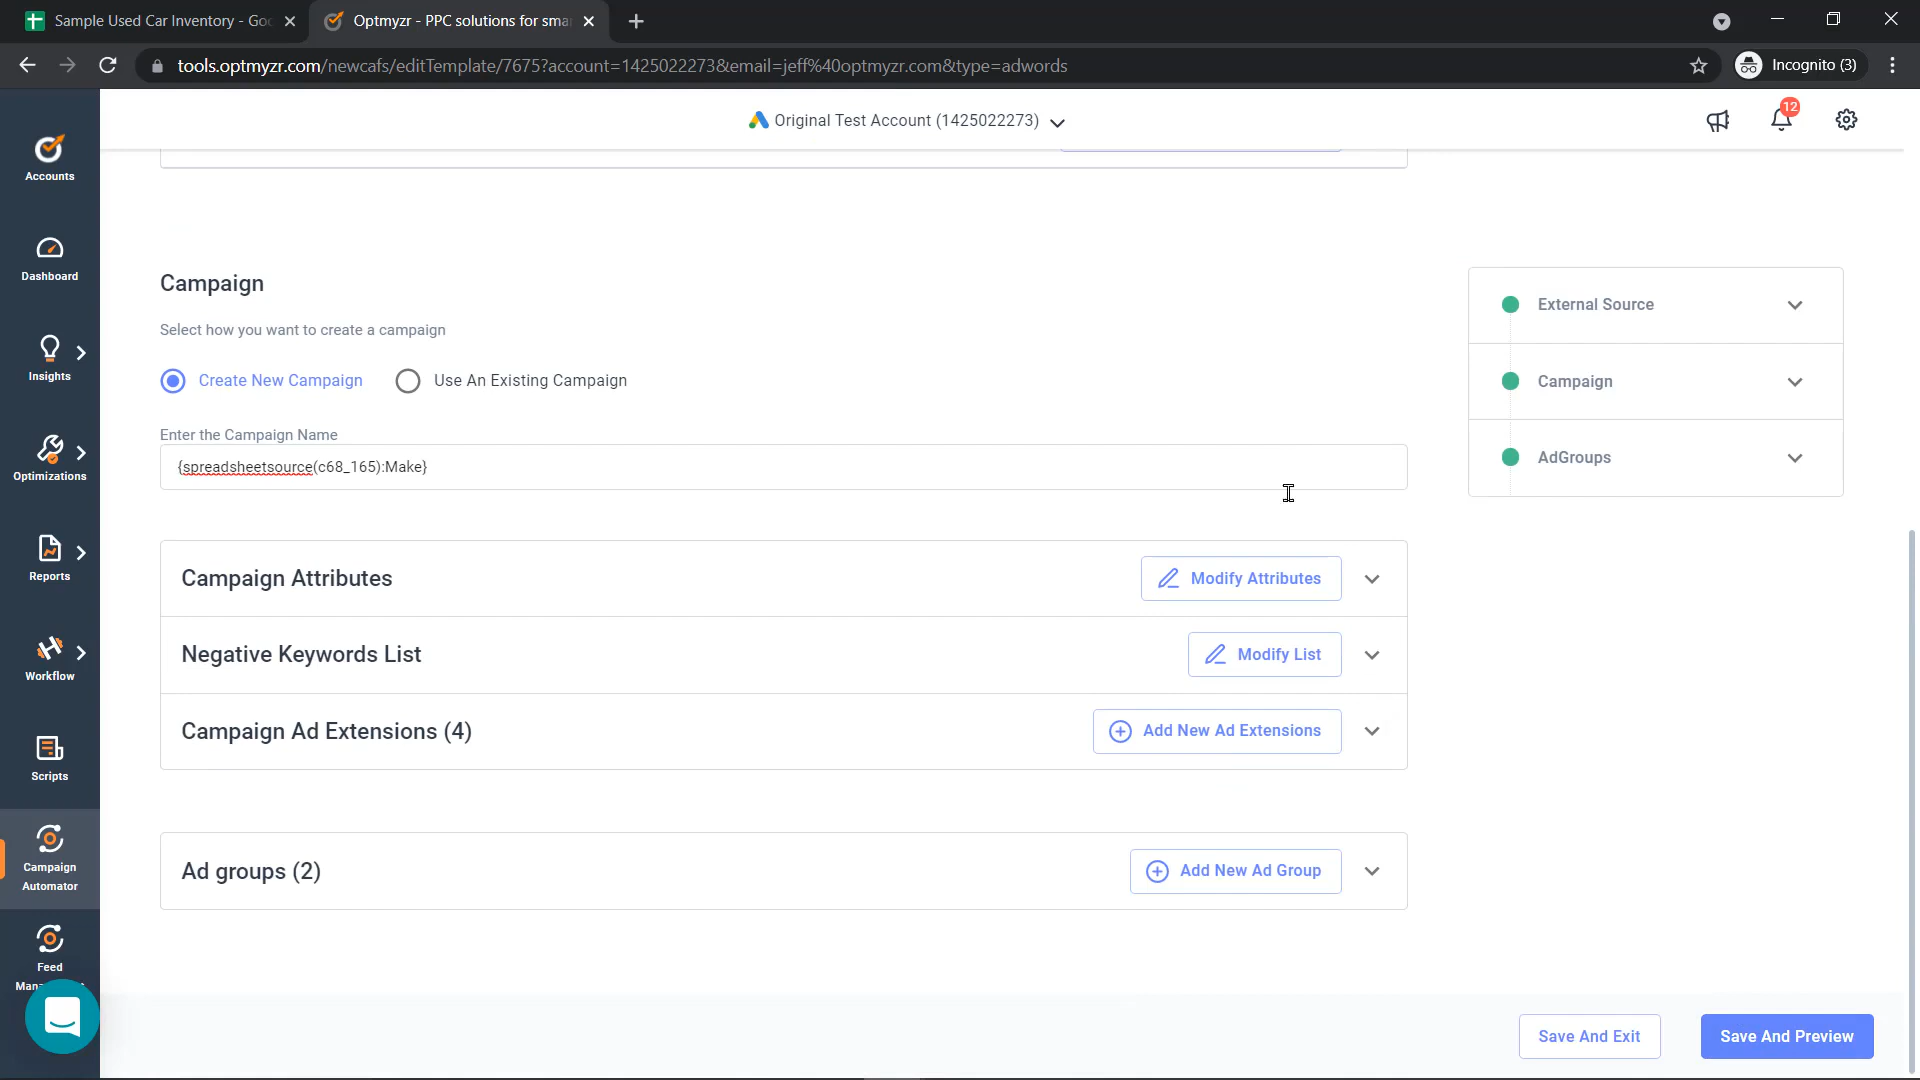 Sample Used Car Inventory - Goo
Optmyzr - PPC solutions for sma
tools.optmyzr.com/newcafs/editTemplate/7675?account=1425022273&email=jeff%40optmyzr.com&type=adwords
Incognito (3)
Original Test Account (1425022273)
12
Accounts
Dashboard
Insights
Optimizations
Reports
Workflow
Scripts
Campaign
Automator
Feed
Campaign
Select how you want to create a campaign
Create New Campaign
Use An Existing Campaign
Enter the Campaign Name
{spreadsheetsource(c68_165):Make}
Campaign Attributes
Modify Attributes
Negative Keywords List
Modify List
Campaign Ad Extensions (4)
Add New Ad Extensions
Ad groups (2)
Add New Ad Group
External Source
Campaign
AdGroups
Save And Exit
Save And Preview